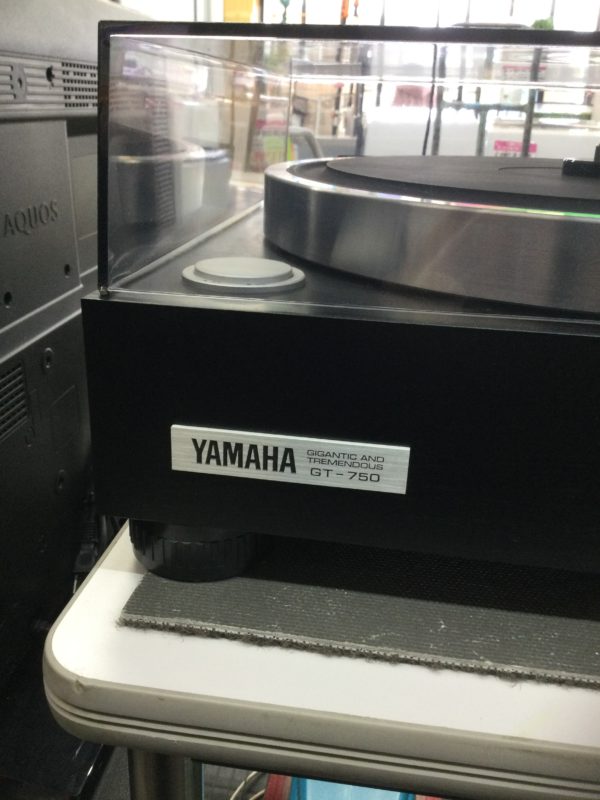 AQUOS
YAMAHA
GIGANTIC AND
TREMENDOUS
GT-750